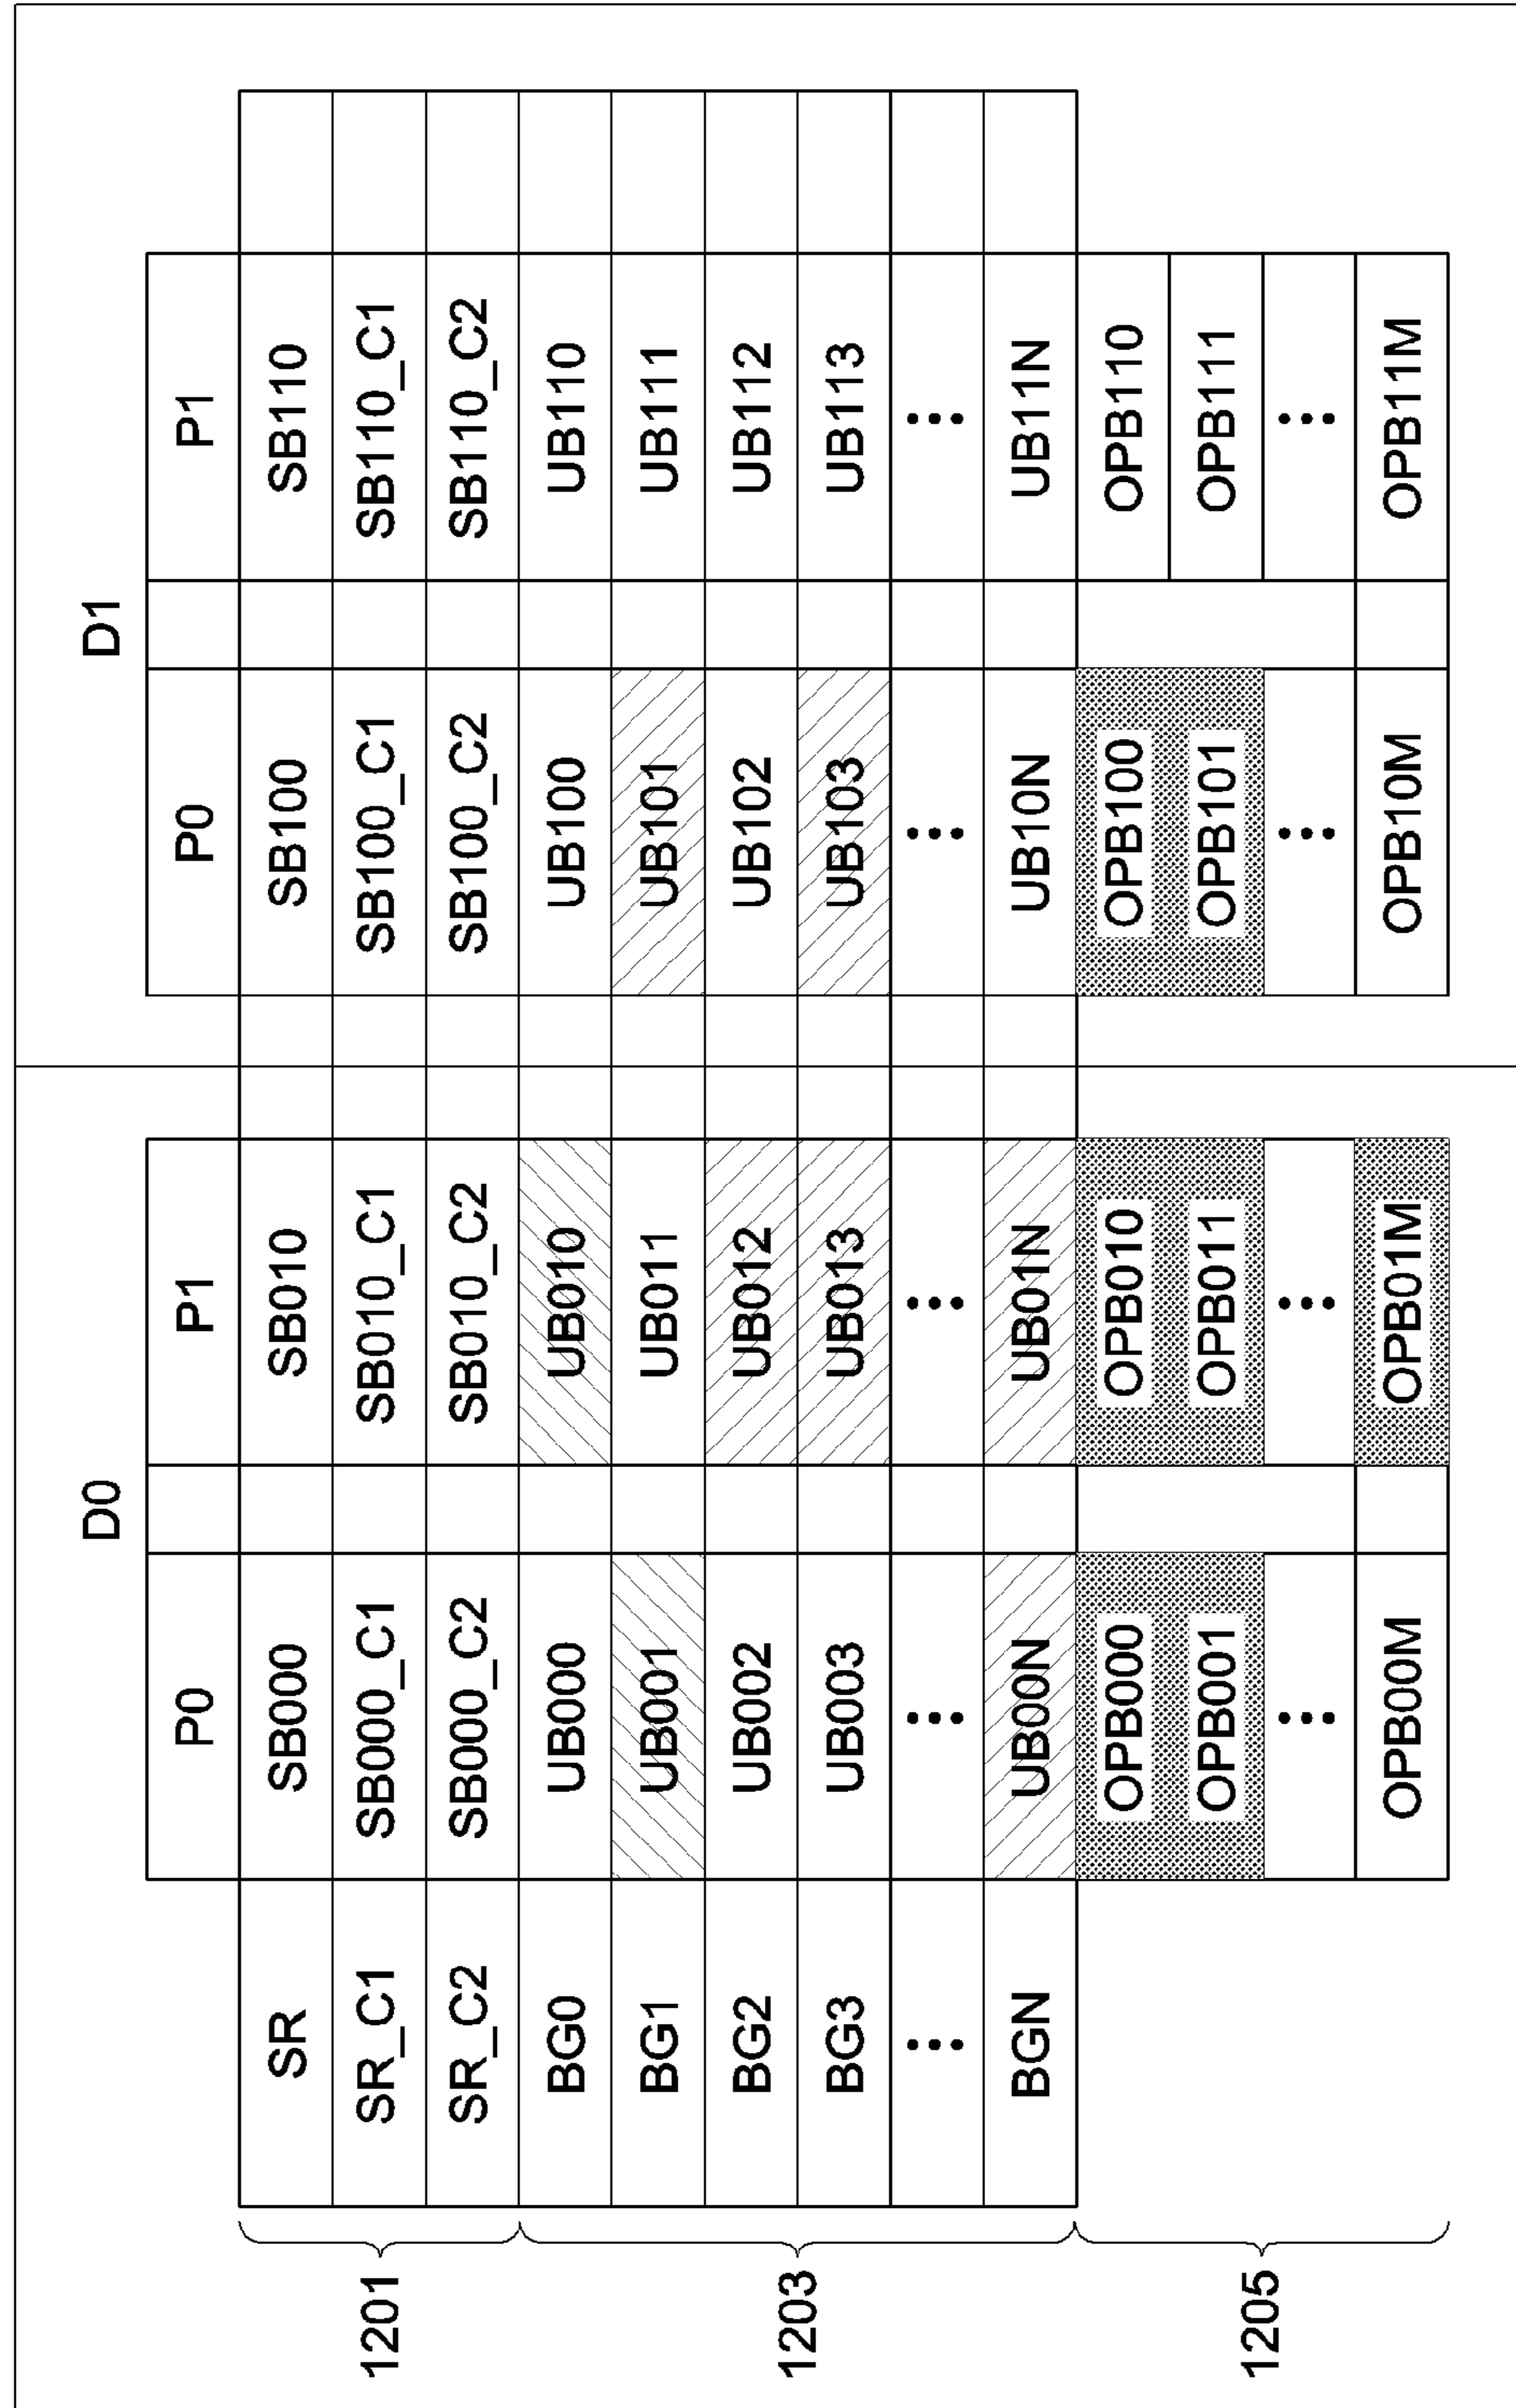 D0 D1
P0 P1 P0 P1
1201
SR SB000 SB010 SB100 SB110
SR_C1 SB000_C1 SB010_C1 SB100_C1 SB110_C1
SR_C2 SB000_C2 SB010_C2 SB100_C2 SB110_C2
1203
BG0 UB000 UB010 UB100 UB110
BG1 UB001 UB011 UB101 UB111
BG2 UB002 UB012 UB102 UB112
BG3 UB003 UB013 UB103 UB113
... ... ... ... ...
BGN UB00N UB01N UB10N UB11N
1205
OPB000 OPB010 OPB100 OPB110
OPB001 OPB011 OPB101 OPB111
... ... ... ...
OPB00M OPB01M OPB10M OPB11M